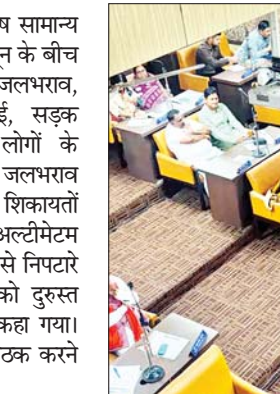 ष सामान्य
न के बीच
जलभराव,
ई, सड़क
लोगों के
जलभराव
शिकायतों
अल्टीमेटम
से निपटारे
को दुरुस्त
कहा गया।
ठक करने